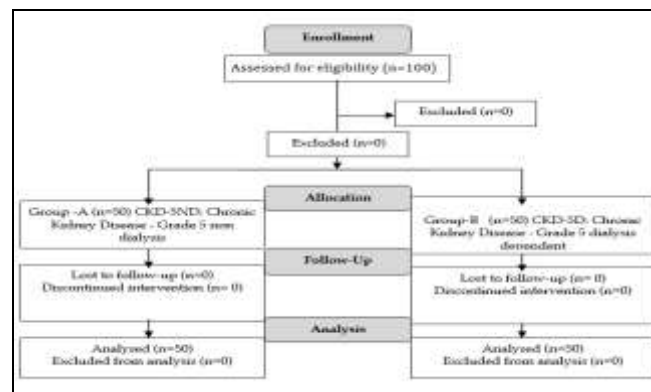 Enrollment
Assessed for eligibility (n=100)
Excluded (n=0)
Excluded (n=0)
Allocation
Group -A (n=50) CKD-5ND: Chronic
Kidney Disease - Grade 5 non
dialysis
Group-B (n=50) CKD-5D: Chronic
Kidney Disease - Grade 5 dialysis
dependent
Follow-Up
Lost to follow-up (n=0)
Discontinued intervention (n= 0)
Lost to follow-up (n= 0)
Discontinued intervention (n=0)
Analysis
Analysed (n=50)
Excluded from analysis (n=0)
Analysed (n=50)
Excluded from analysis (n=0)